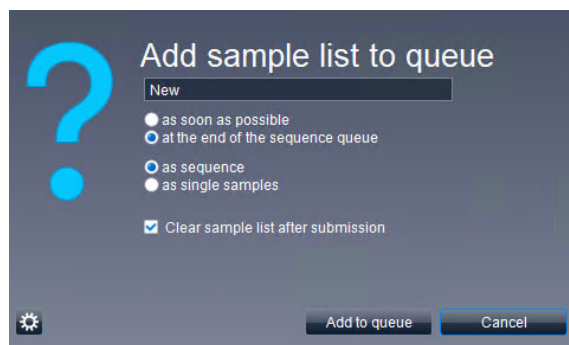 Add sample list to queue
New
as soon as possible
at the end of the sequence queue
as sequence
as single samples
Clear sample list after submission
Add to queue
Cancel